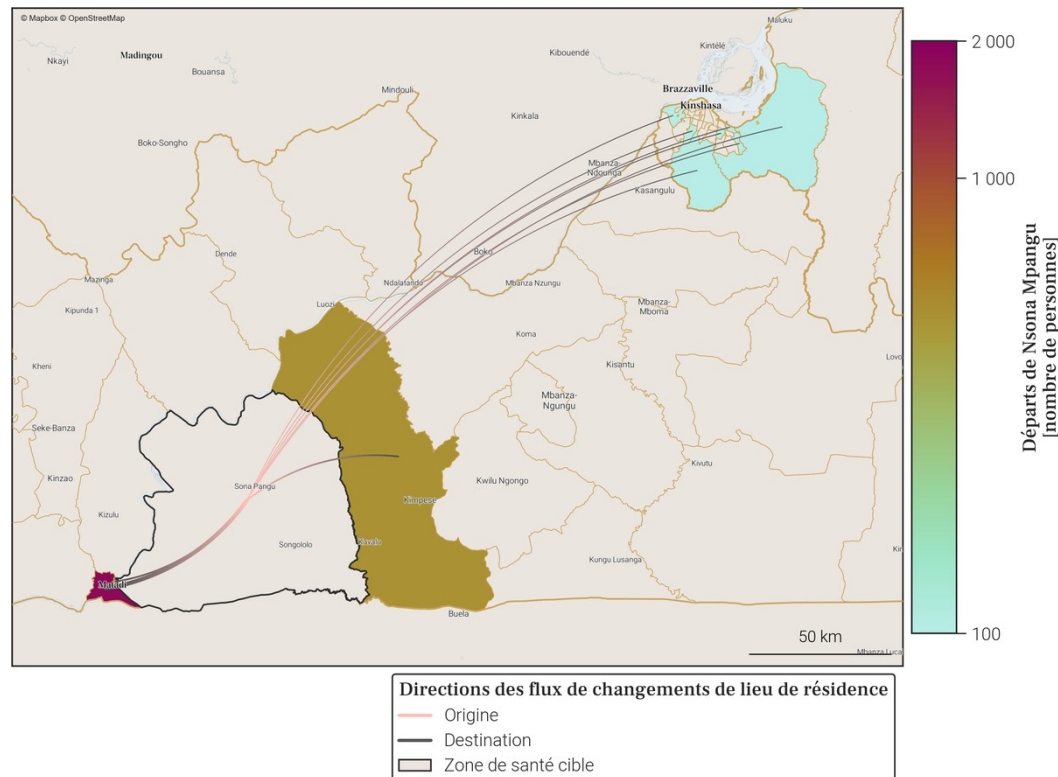 © Mapbox © OpenStreetMap
Maluku
Nkayi
Madingou
Bouansa
Kibouendé
Kintélé
Mindouli
Brazzaville
Kinshasa
Kinkala
Boko-Songho
Mbanza-
Ndounga
Kasangulu
Dende
Boko
Mazinga
Ndalatando
Mbanza Nzungu
Kipunda 1
Luozi
Mbanza-
Mboma
Koma
Kheni
Kisantu
Lovo
Mbanza-
Ngungu
Seke-Banza
Kinzao
Sona Pangu
Kwilu Ngongo
Kivutu
Kimpese
Kizulu
Songololo
Kavalu
Kin
Kungu Lusanga
Matadi
Buela
50 km
Mbanza Luca
2 000
1 000
100
Départs de Nsona Mpangu
[nombre de personnes]
Directions des flux de changements de lieu de résidence
Origine
Destination
Zone de santé cible